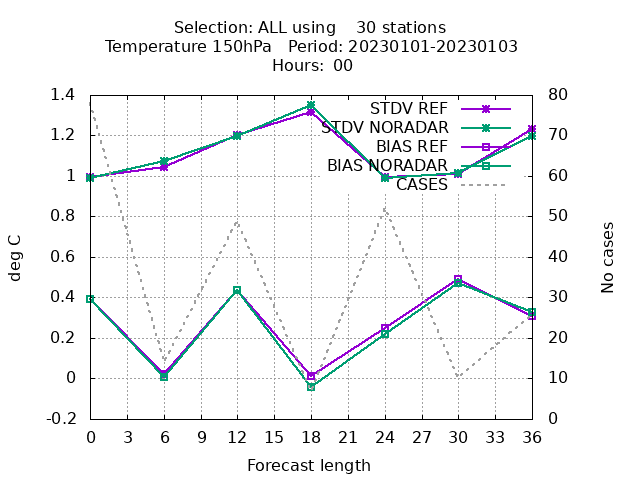 Selection: ALL using    30 stations
Temperature 150hPa   Period: 20230101-20230103
Hours:  00
STDV REF
STDV NORADAR
BIAS REF
BIAS NORADAR
CASES
deg C
1.4
1.2
1
0.8
0.6
0.4
0.2
0
-0.2
80
70
60
50
40
30
20
10
0
No cases
0 3 6 9 12 15 18 21 24 27 30 33 36
Forecast length